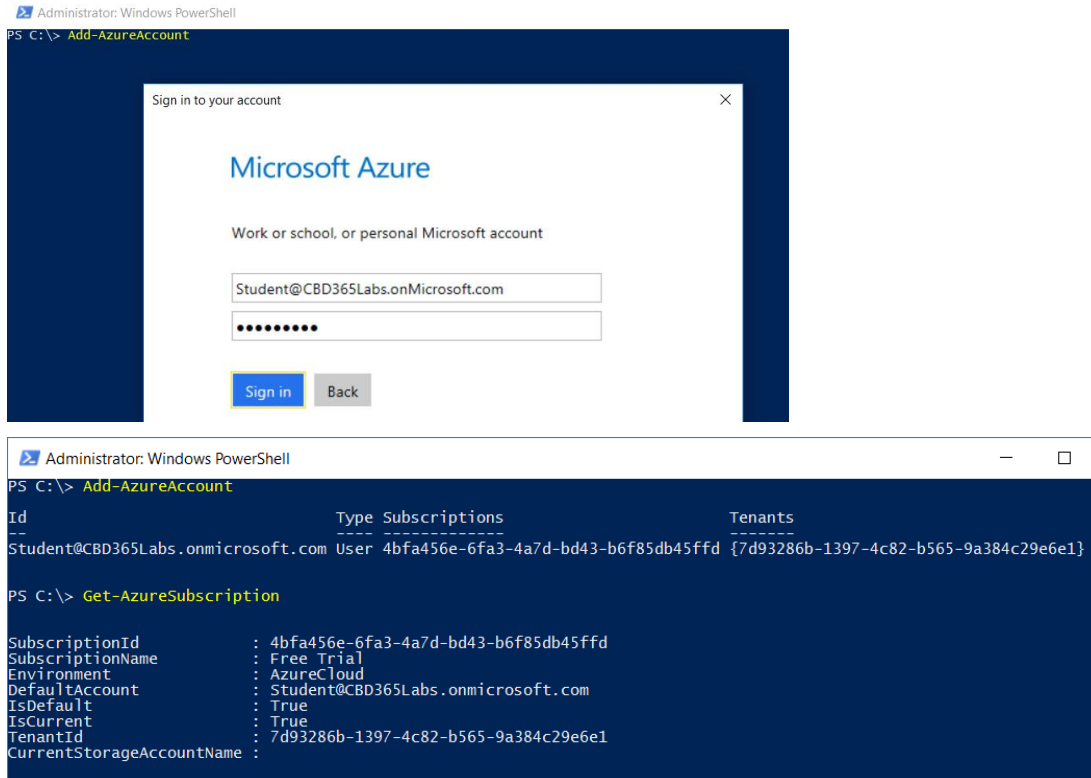 Administrator: Windows PowerShell
PS C:\> Add-AzureAccount
Sign in to your account
Microsoft Azure
Work or school, or personal Microsoft account
Student@CBD365Labs.onMicrosoft.com
●●●●●●●●●
Sign in Back
Administrator: Windows PowerShell
PS C:\> Add-AzureAccount
Id Type Subscriptions Tenants
-- ---- ------------- -------
Student@CBD365Labs.onmicrosoft.com User 4bfa456e-6fa3-4a7d-bd43-b6f85db45ffd {7d93286b-1397-4c82-b565-9a384c29e6e1}
PS C:\> Get-AzureSubscription
SubscriptionId : 4bfa456e-6fa3-4a7d-bd43-b6f85db45ffd
SubscriptionName : Free Trial
Environment : AzureCloud
DefaultAccount : Student@CBD365Labs.onmicrosoft.com
IsDefault : True
IsCurrent : True
TenantId : 7d93286b-1397-4c82-b565-9a384c29e6e1
CurrentStorageAccountName :